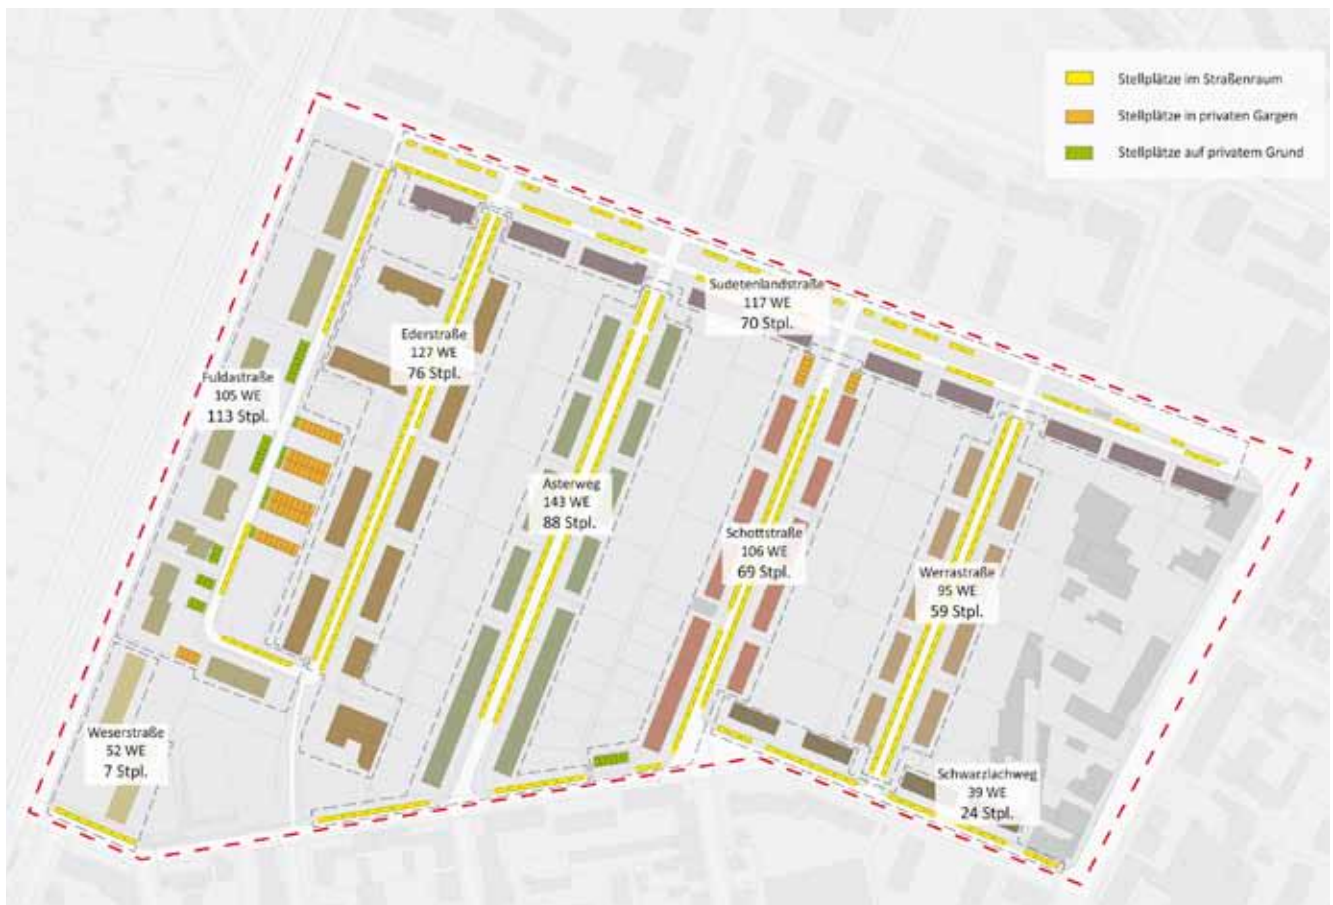 Stellplätze im Straßenraum
Stellplätze in privaten Gargen
Stellplätze auf privatem Grund
Sudetenlandstraße
117 WE
70 Stpl.
Ederstraße
127 WE
76 Stpl.
Fuldastraße
105 WE
113 Stpl.
Asterweg
143 WE
88 Stpl.
Schottstraße
106 WE
69 Stpl.
Werrastraße
95 WE
59 Stpl.
Weserstraße
52 WE
7 Stpl.
Schwarzlachweg
39 WE
24 Stpl.